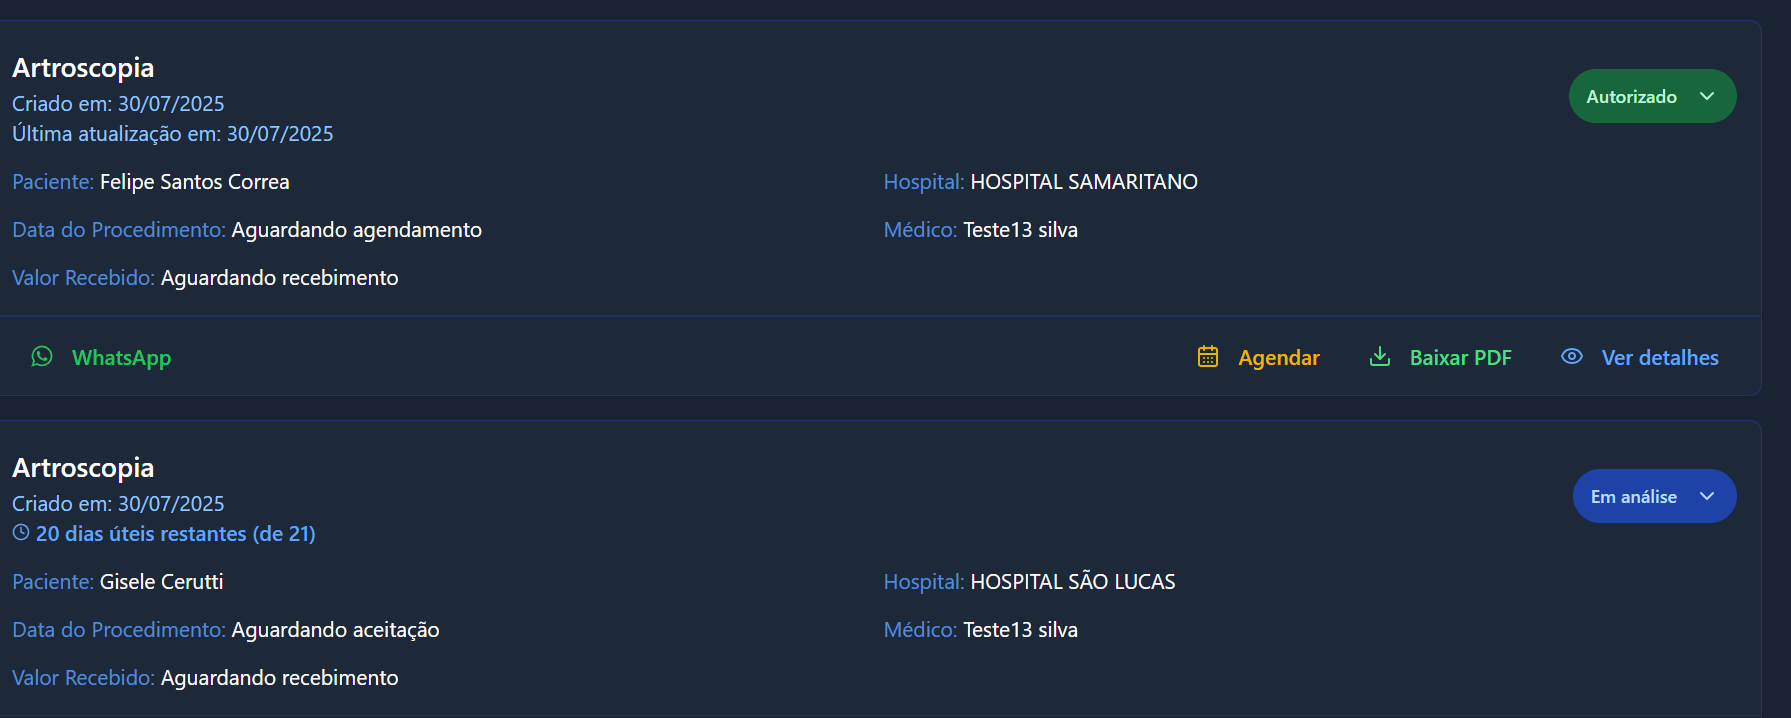 Artroscopia
Criado em: 30/07/2025
Última atualização em: 30/07/2025
Autorizado
Paciente: Felipe Santos Correa
Hospital: HOSPITAL SAMARITANO
Data do Procedimento: Aguardando agendamento
Médico: Teste13 silva
Valor Recebido: Aguardando recebimento
WhatsApp
Agendar
Baixar PDF
Ver detalhes
Artroscopia
Criado em: 30/07/2025
20 dias úteis restantes (de 21)
Em análise
Paciente: Gisele Cerutti
Hospital: HOSPITAL SÃO LUCAS
Data do Procedimento: Aguardando aceitação
Médico: Teste13 silva
Valor Recebido: Aguardando recebimento